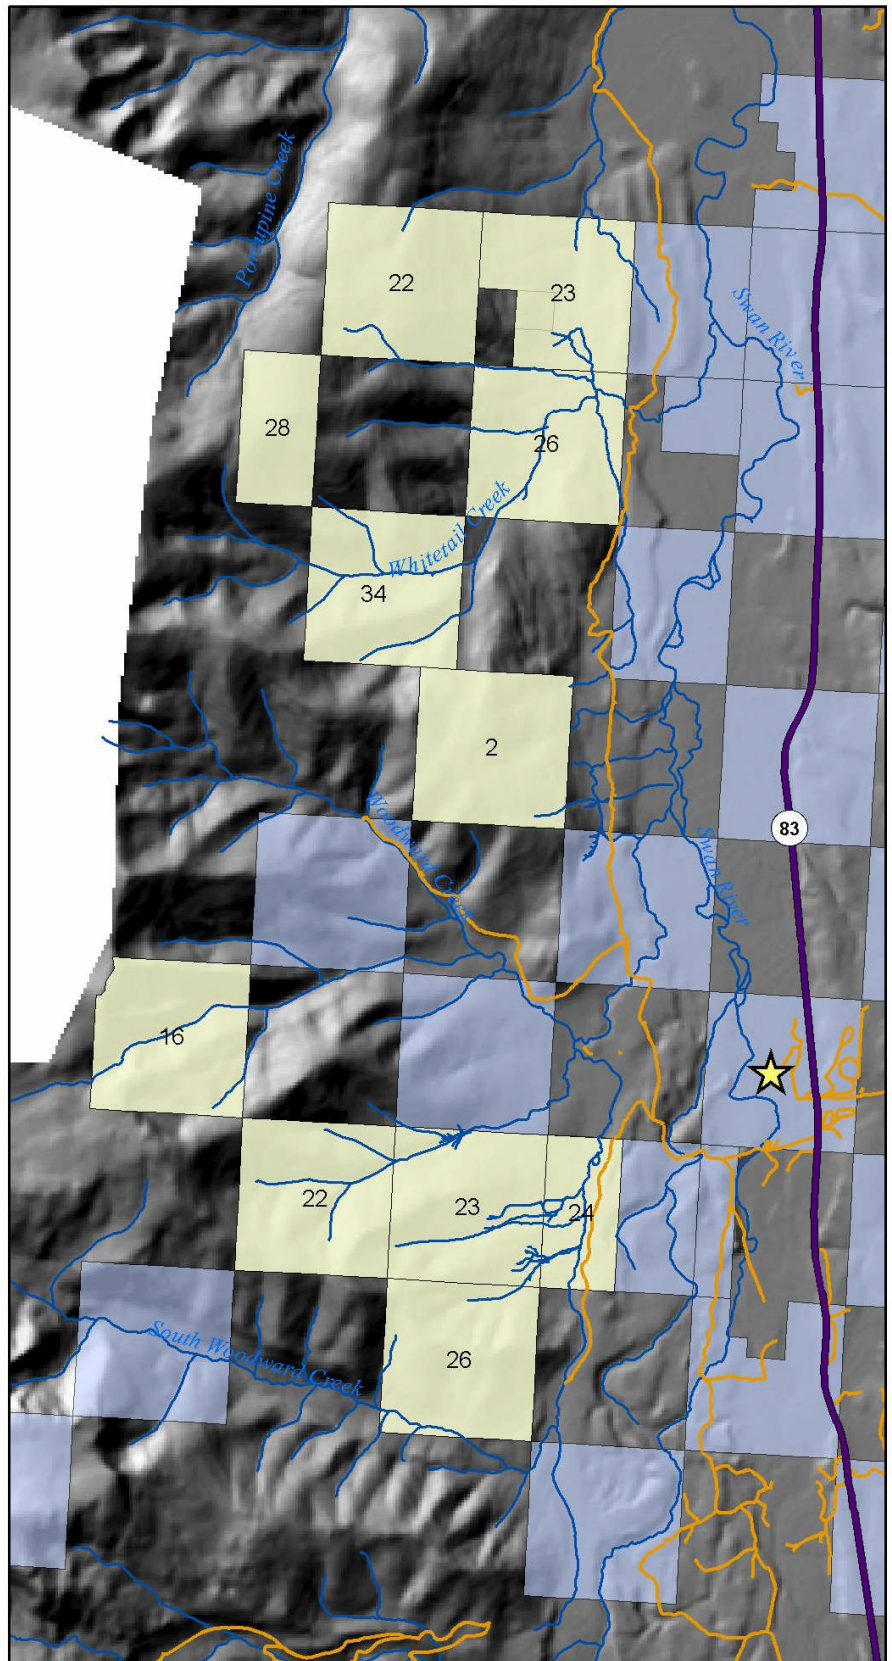 Porcupine Creek
22
23
Swan River
28
26
Whitetail Creek
34
2
Woodward Creek
83
Swan River
16
22
23
24
26
South Woodward Creek